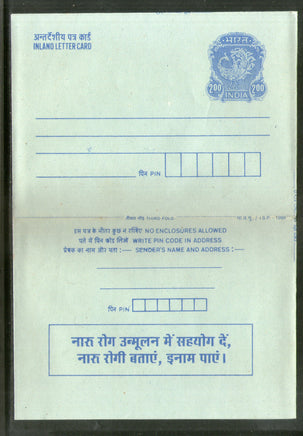 अन्तर्देशीय पत्र कार्ड
INLAND LETTER CARD
भारत
200 200
INDIA
पिन PIN
तीसरा मोड़ THIRD FOLD
इस पत्र के भीतर कुछ न रखिए NO ENCLOSURES ALLOWED
पते में पिन कोड लिखें WRITE PIN CODE IN ADDRESS
प्रेषक का नाम और पता :— SENDER'S NAME AND ADDRESS :—
पिन PIN
नारू रोग उन्मूलन में सहयोग दें,
नारू रोगी बताएं, इनाम पाएं।